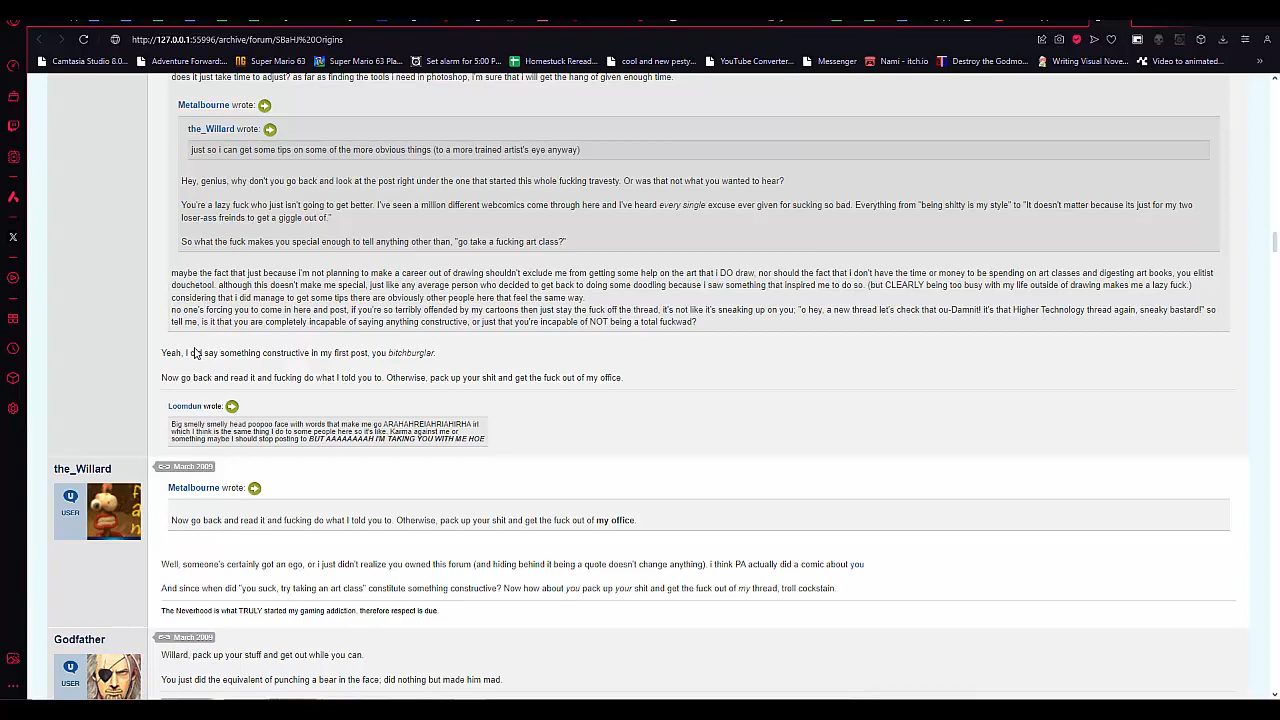 http://127.0.0.1:55996/archive/forum/SBaHJ%20Origins
Camtasia Studio 8.0... Adventure Forward:... Super Mario 63 Super Mario 63 Pla... Set alarm for 5:00 P... Homestuck Reread... cool and new pesty... YouTube Converter... Messenger Nami - itch.io Destroy the Godmo... Writing Visual Nove... Video to animated... »
does it just take time to adjust? as far as finding the tools i need in photoshop, i'm sure that i will get the hang of given enough time.
Metalbourne wrote:
the_Willard wrote:
just so i can get some tips on some of the more obvious things (to a more trained artist's eye anyway)
Hey, genius, why don't you go back and look at the post right under the one that started this whole fucking travesty. Or was that not what you wanted to hear?
You're a lazy fuck who just isn't going to get better. I've seen a million different webcomics come through here and I've heard every single excuse ever given for sucking so bad. Everything from "being shitty is my style" to "It doesn't matter because its just for my two
loser-ass freinds to get a giggle out of."
So what the fuck makes you special enough to tell anything other than, "go take a fucking art class?"
maybe the fact that just because I'm not planning to make a career out of drawing shouldn't exclude me from getting some help on the art that i DO draw, nor should the fact that i don't have the time or money to be spending on art classes and digesting art books, you elitist
douchetool. although this doesn't make me special, just like any average person who decided to get back to doing some doodling because i saw something that inspired me to do so. (but CLEARLY being too busy with my life outside of drawing makes me a lazy fuck.)
considering that i did manage to get some tips there are obviously other people here that feel the same way.
no one's forcing you to come in here and post, if you're so terribly offended by my cartoons then just stay the fuck off the thread, it's not like it's sneaking up on you; "o hey, a new thread let's check that ou-Damnit! it's that Higher Technology thread again, sneaky bastard!" so
tell me, is it that you are completely incapable of saying anything constructive, or just that you're incapable of NOT being a total fuckwad?
Yeah, I say something constructive in my first post, you bitchburgler.
Now go back and read it and fucking do what I told you to. Otherwise, pack up your shit and get the fuck out of my office.
Loomdun wrote:
Big smelly smelly head poopoo face with words that make me go ARAHAHREIAHRIAHIRHA irl
which I think is the same thing I do to some people here so it's like. Karma against me or
something maybe I should stop posting to BUT AAAAAAAAH I'M TAKING YOU WITH ME HOE
the_Willard
March 2009
USER
Metalbourne wrote:
Now go back and read it and fucking do what I told you to. Otherwise, pack up your shit and get the fuck out of my office.
Well, someone's certainly got an ego, or i just didn't realize you owned this forum (and hiding behind it being a quote doesn't change anything). i think PA actually did a comic about you
And since when did "you suck, try taking an art class" constitute something constructive? Now how about you pack up your shit and get the fuck out of my thread, troll cockstain.
The Neverhood is what TRULY started my gaming addiction, therefore respect is due.
Godfather
March 2009
USER
Willard, pack up your stuff and get out while you can.
You just did the equivalent of punching a bear in the face; did nothing but made him mad.